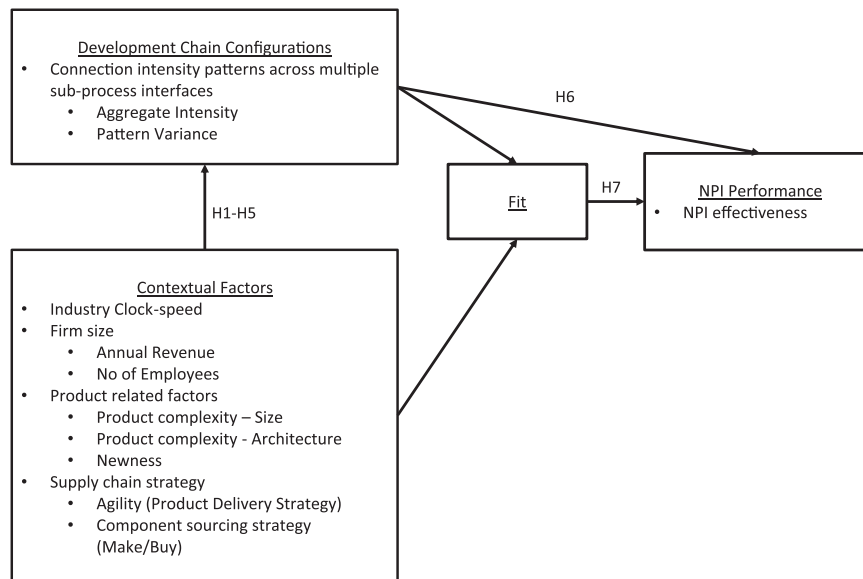 Development Chain Configurations
• Connection intensity patterns across multiple
sub-process interfaces
• Aggregate Intensity
• Pattern Variance
H6
H1-H5
Fit
H7
NPI Performance
• NPI effectiveness
Contextual Factors
• Industry Clock-speed
• Firm size
• Annual Revenue
• No of Employees
• Product related factors
• Product complexity – Size
• Product complexity - Architecture
• Newness
• Supply chain strategy
• Agility (Product Delivery Strategy)
• Component sourcing strategy
(Make/Buy)